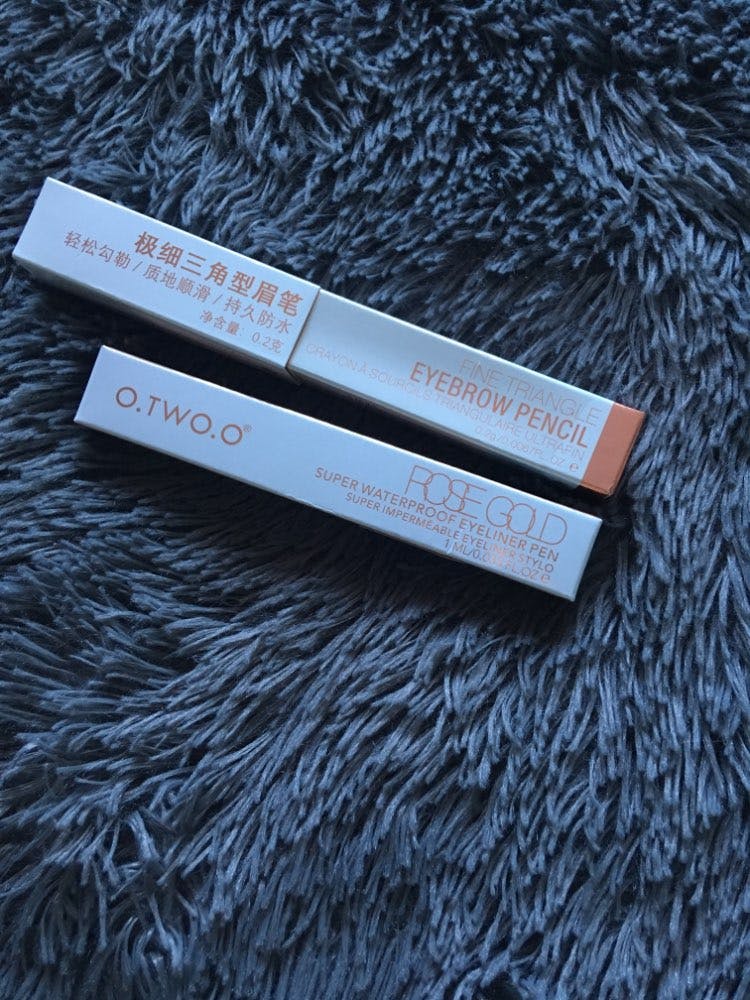 极细三角型眉笔
轻松勾勒/质地顺滑/持久防水
净含量: 0.2克
FINE TRIANGLE
EYEBROW PENCIL
CRAYON À SOURCILS TRIANGULAIRE ULTRAFIN
O.TWO.O®
ROSE GOLD
SUPER WATERPROOF EYELINER PEN
SUPER IMPERMÉABLE EYELINER STYLO